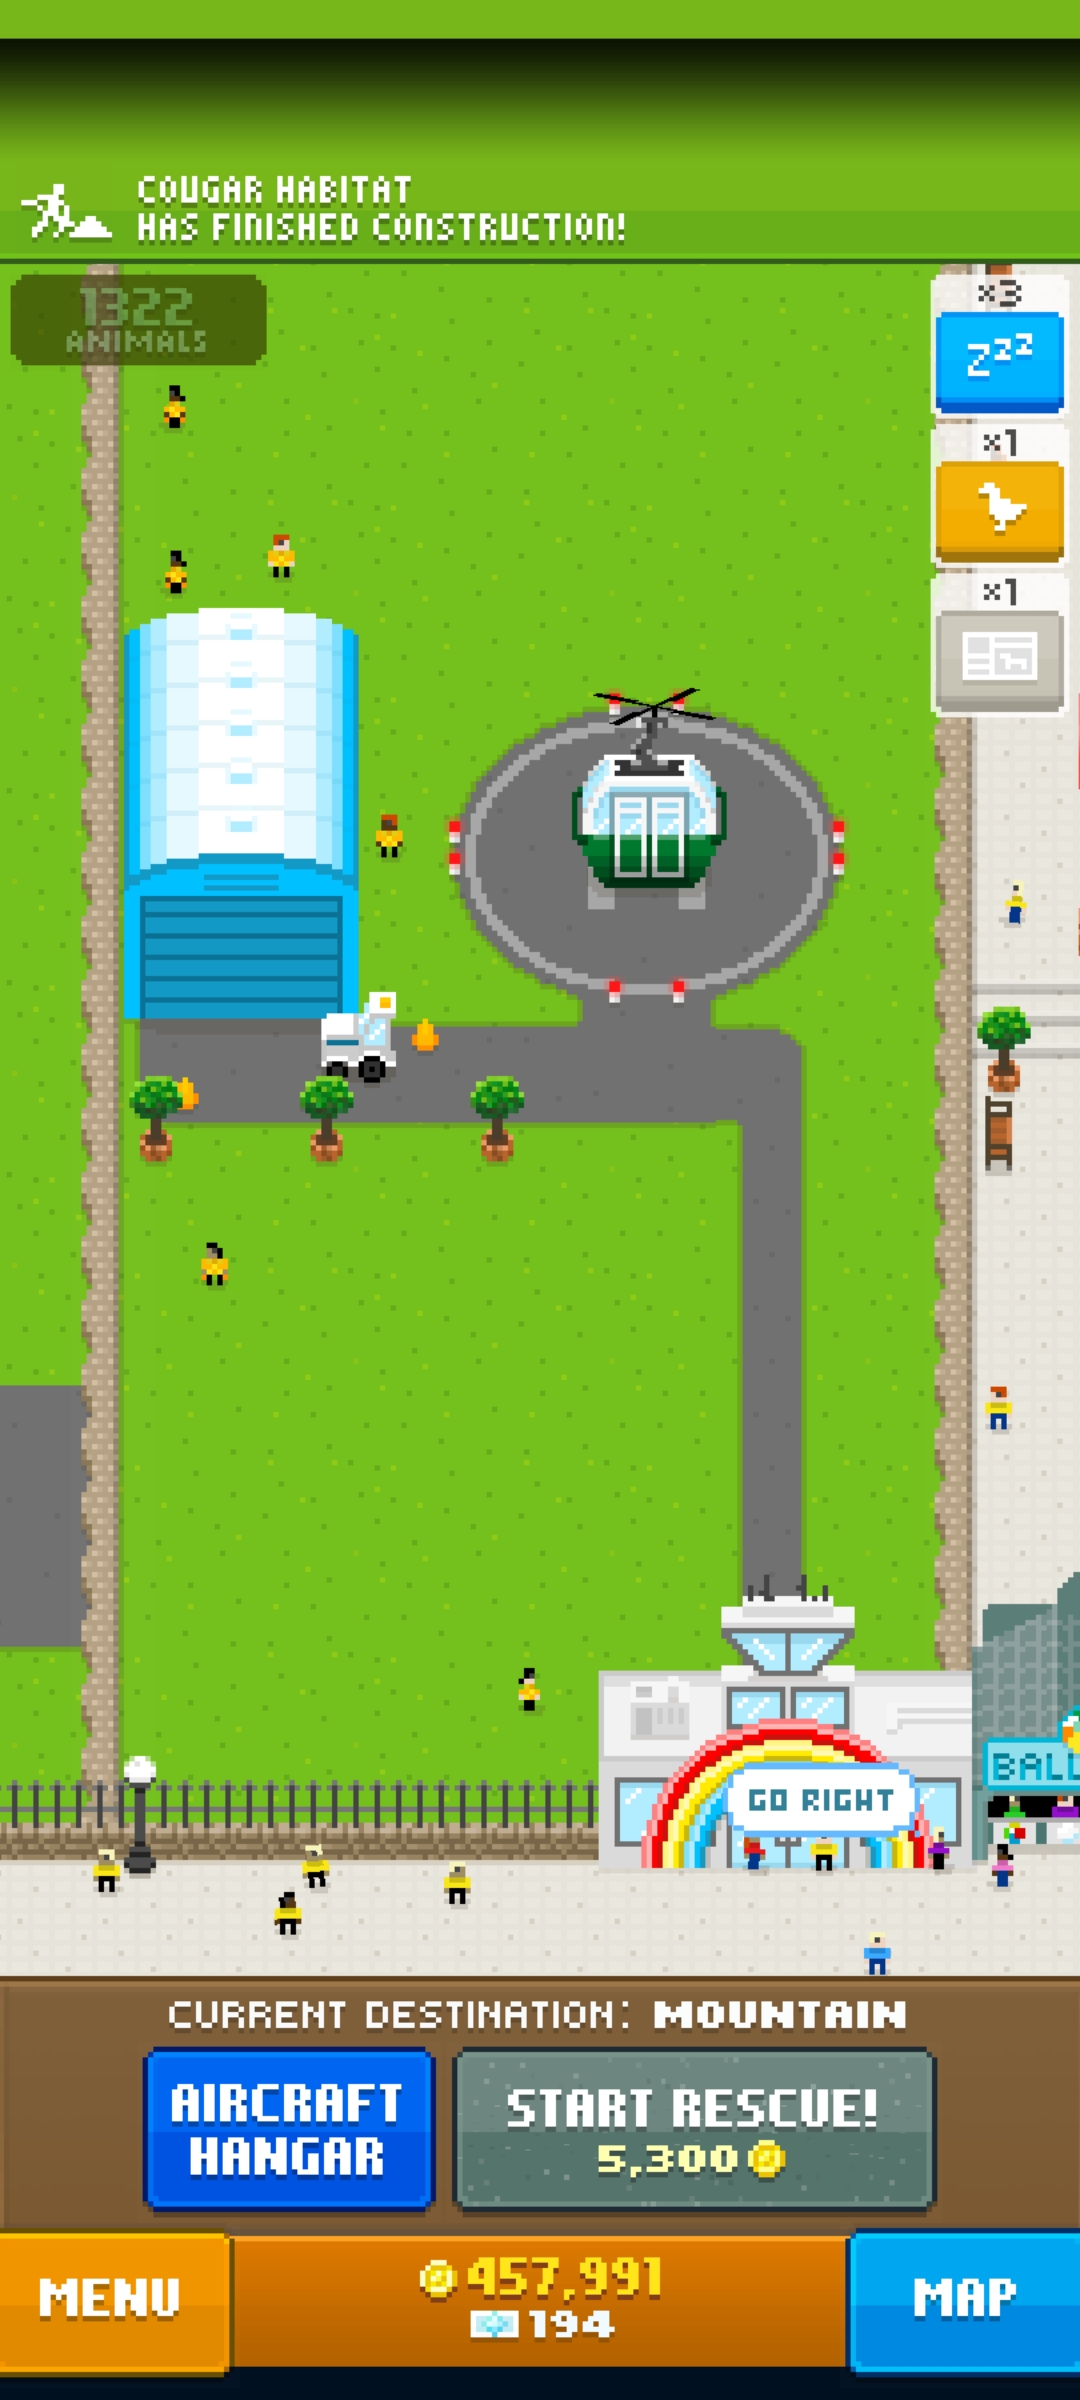 COUGAR HABITAT
HAS FINISHED CONSTRUCTION!
1322
ANIMALS
x3
zzz
x1
x1
GO RIGHT
BALL
CURRENT DESTINATION: MOUNTAIN
AIRCRAFT
HANGAR
START RESCUE!
5,300
MENU
457,991
194
MAP